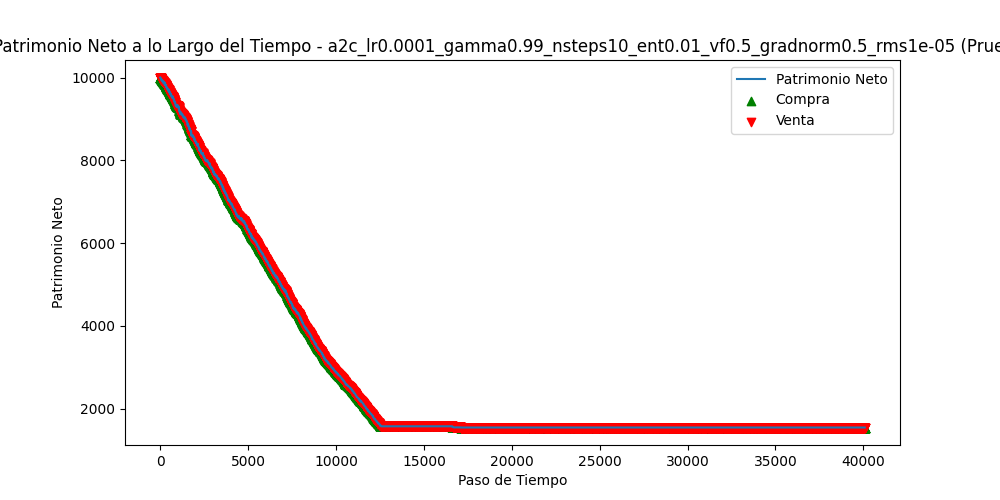 Patrimonio Neto a lo Largo del Tiempo - a2c_lr0.0001_gamma0.99_nsteps10_ent0.01_vf0.5_gradnorm0.5_rms1e-05 (Prue
Patrimonio Neto
Compra
Venta
10000
8000
6000
4000
2000
Patrimonio Neto
0 5000 10000 15000 20000 25000 30000 35000 40000
Paso de Tiempo